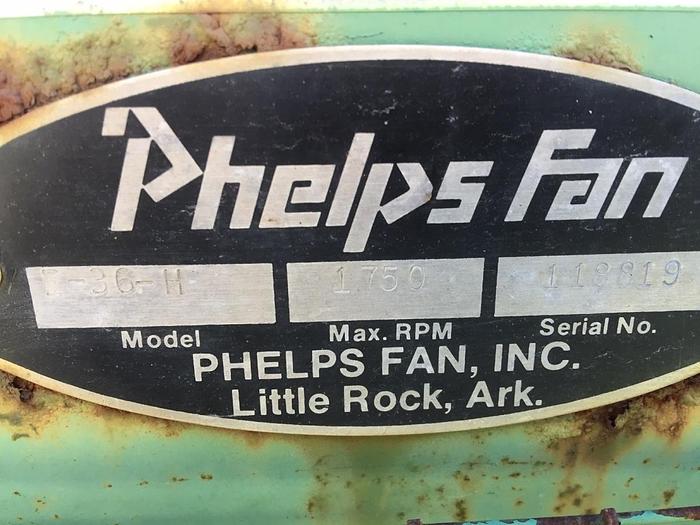 Phelps Fan
-36-H 1750 118819
Model Max. RPM Serial No.
PHELPS FAN, INC.
Little Rock, Ark.